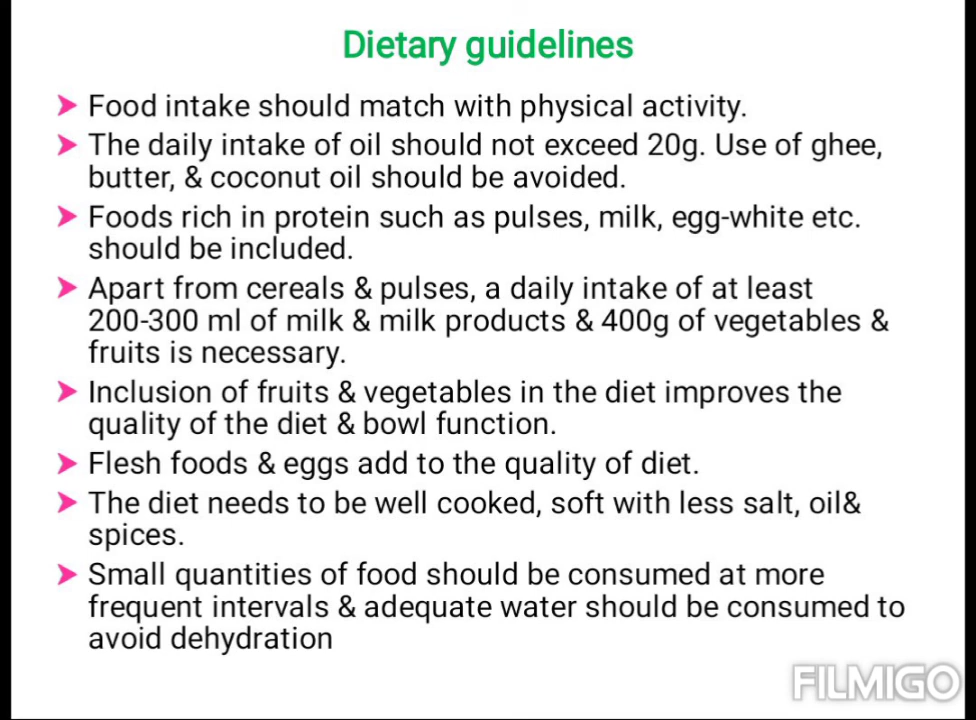 Dietary guidelines
➤ Food intake should match with physical activity.
➤ The daily intake of oil should not exceed 20g. Use of ghee,
butter, & coconut oil should be avoided.
➤ Foods rich in protein such as pulses, milk, egg-white etc.
should be included.
➤ Apart from cereals & pulses, a daily intake of at least
200-300 ml of milk & milk products & 400g of vegetables &
fruits is necessary.
➤ Inclusion of fruits & vegetables in the diet improves the
quality of the diet & bowl function.
➤ Flesh foods & eggs add to the quality of diet.
➤ The diet needs to be well cooked, soft with less salt, oil&
spices.
➤ Small quantities of food should be consumed at more
frequent intervals & adequate water should be consumed to
avoid dehydration
FILMIGO